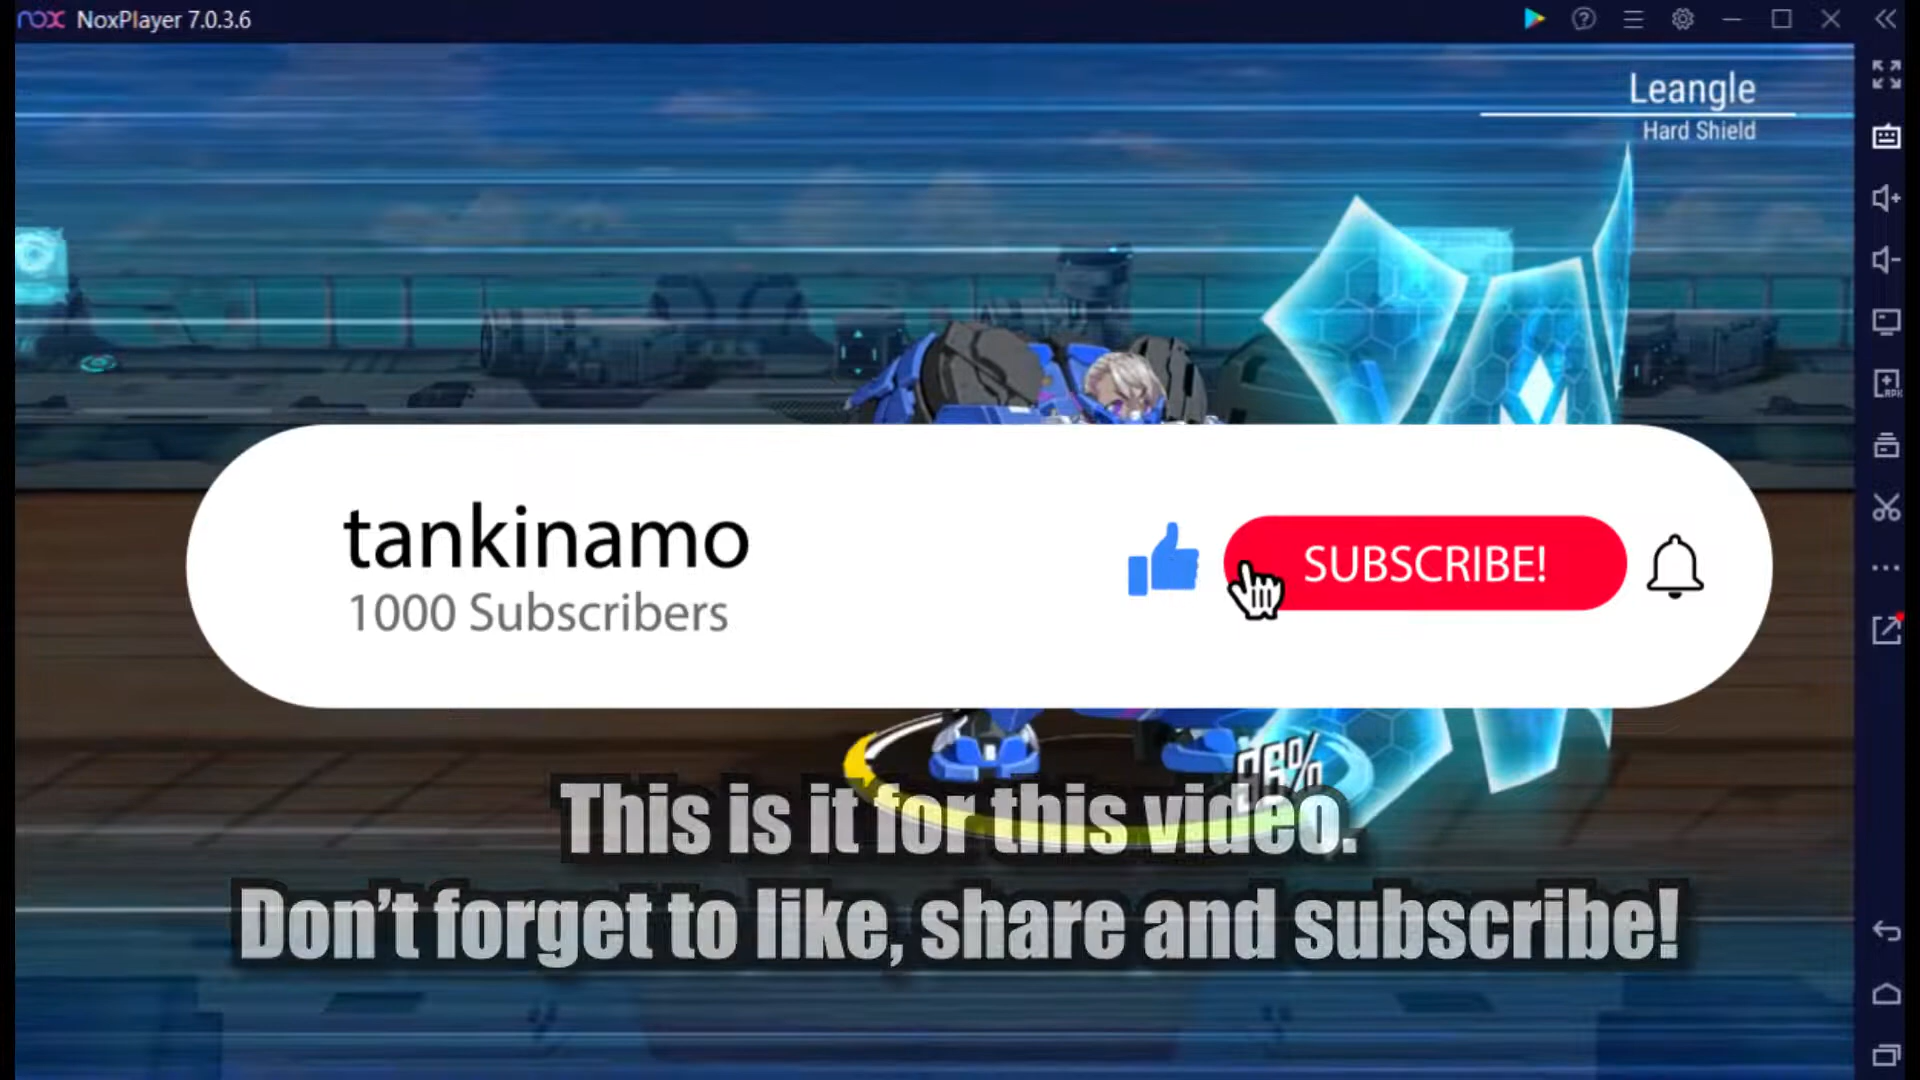 nox NoxPlayer 7.0.3.6
Leangle
Hard Shield
tankinamo
1000 Subscribers
SUBSCRIBE!
This is it for this video.
Don't forget to like, share and subscribe!